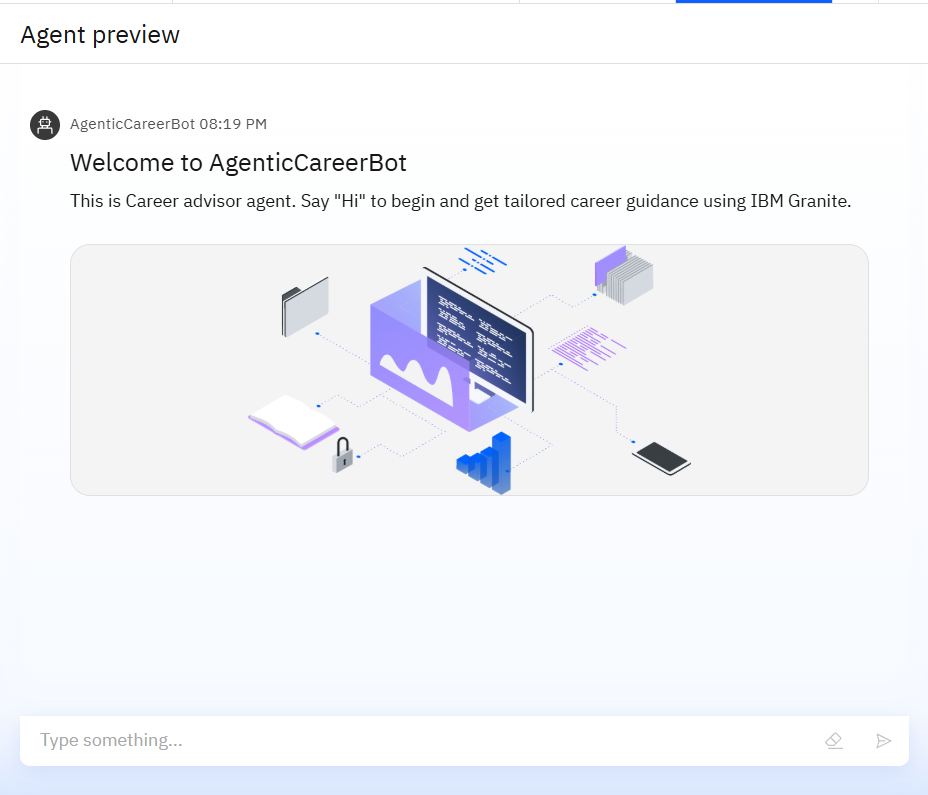 Agent preview
AgenticCareerBot 08:19 PM
Welcome to AgenticCareerBot
This is Career advisor agent. Say "Hi" to begin and get tailored career guidance using IBM Granite.
Type something...